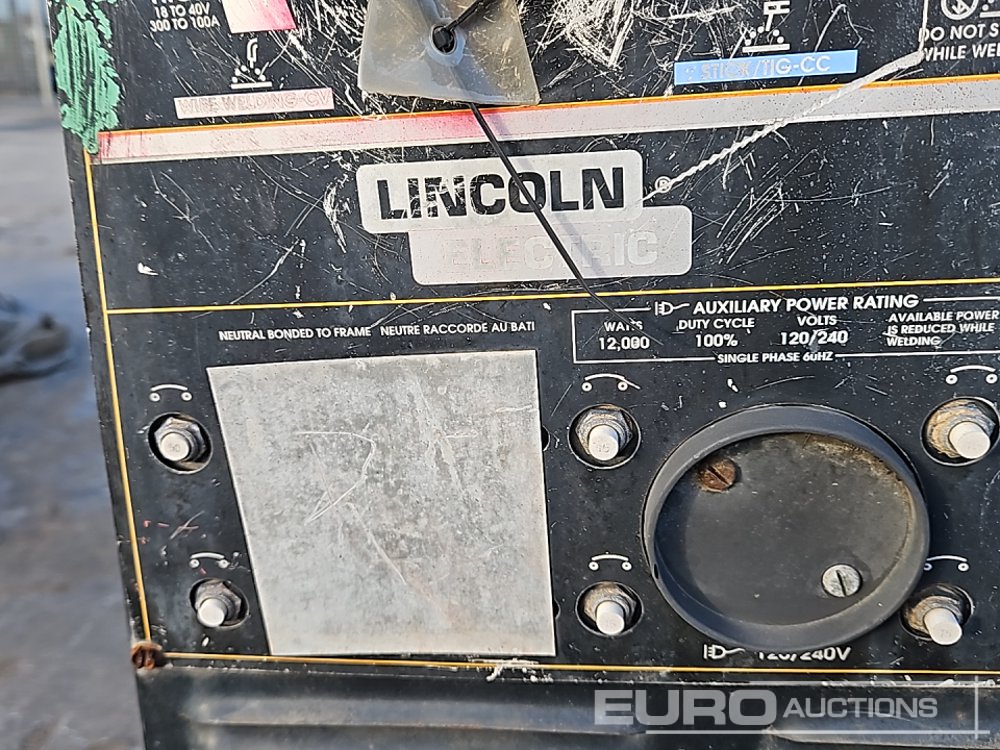 TO 40V
300 TO 100A
WIRE WELDING-CV
STICK/TIG-CC
DO NOT S
WHILE WEL
LINCOLN ®
ELECTRIC
NEUTRAL BONDED TO FRAME NEUTRE RACCORDE AU BATI
AUXILIARY POWER RATING
WATTS DUTY CYCLE VOLTS
12,000 100% 120/240
AVAILABLE POWER
IS REDUCED WHILE
WELDING
SINGLE PHASE 60HZ
120/240V
EURO AUCTIONS